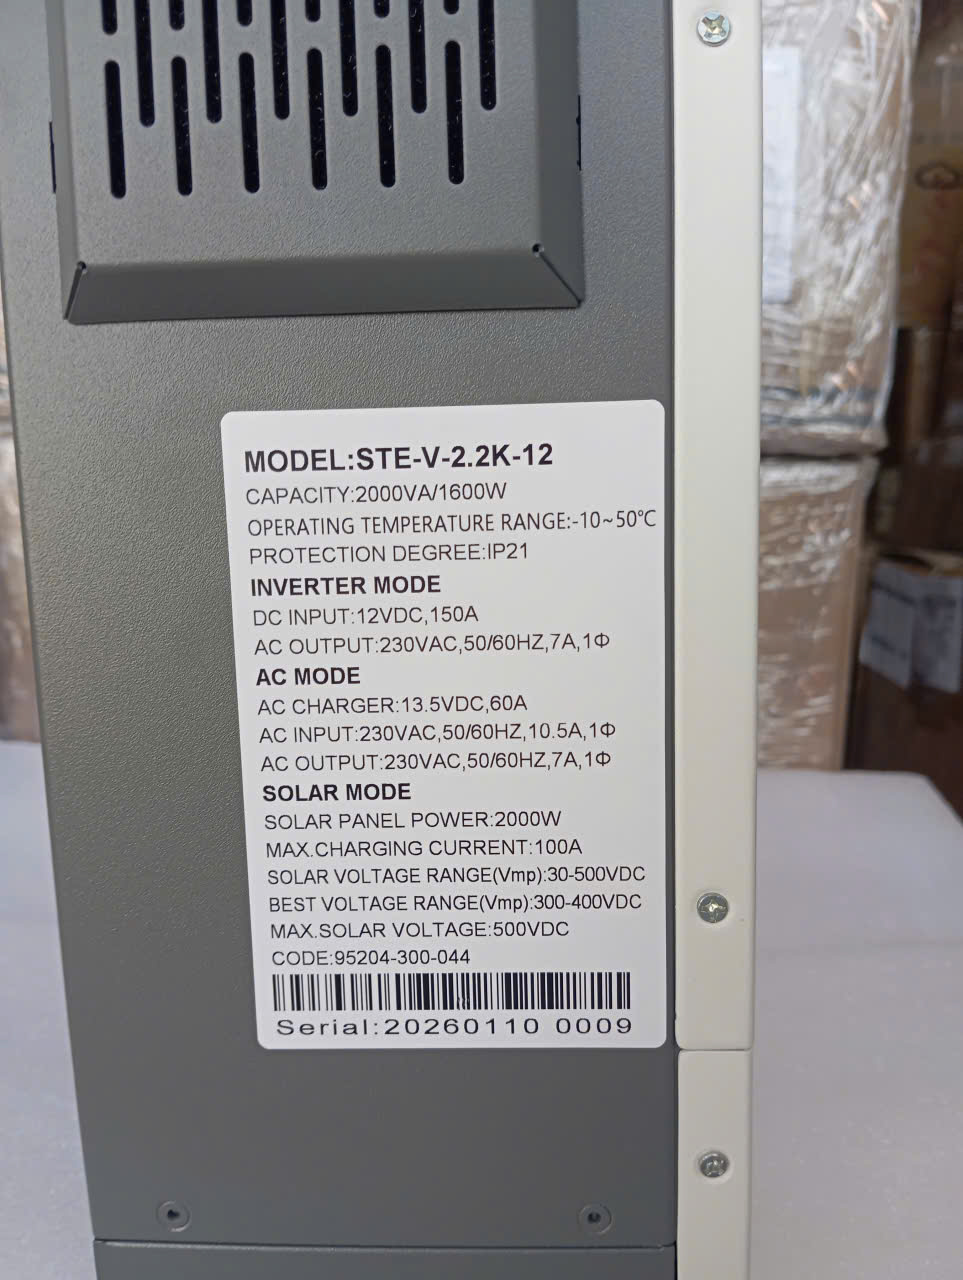 MODEL:STE-V-2.2K-12
CAPACITY:2000VA/1600W
OPERATING TEMPERATURE RANGE:-10~50℃
PROTECTION DEGREE:IP21
INVERTER MODE
DC INPUT:12VDC,150A
AC OUTPUT:230VAC,50/60HZ,7A,1Φ
AC MODE
AC CHARGER:13.5VDC,60A
AC INPUT:230VAC,50/60HZ,10.5A,1Φ
AC OUTPUT:230VAC,50/60HZ,7A,1Φ
SOLAR MODE
SOLAR PANEL POWER:2000W
MAX.CHARGING CURRENT:100A
SOLAR VOLTAGE RANGE(Vmp):30-500VDC
BEST VOLTAGE RANGE(Vmp):300-400VDC
MAX.SOLAR VOLTAGE:500VDC
CODE:95204-300-044
Serial:20260110 0009